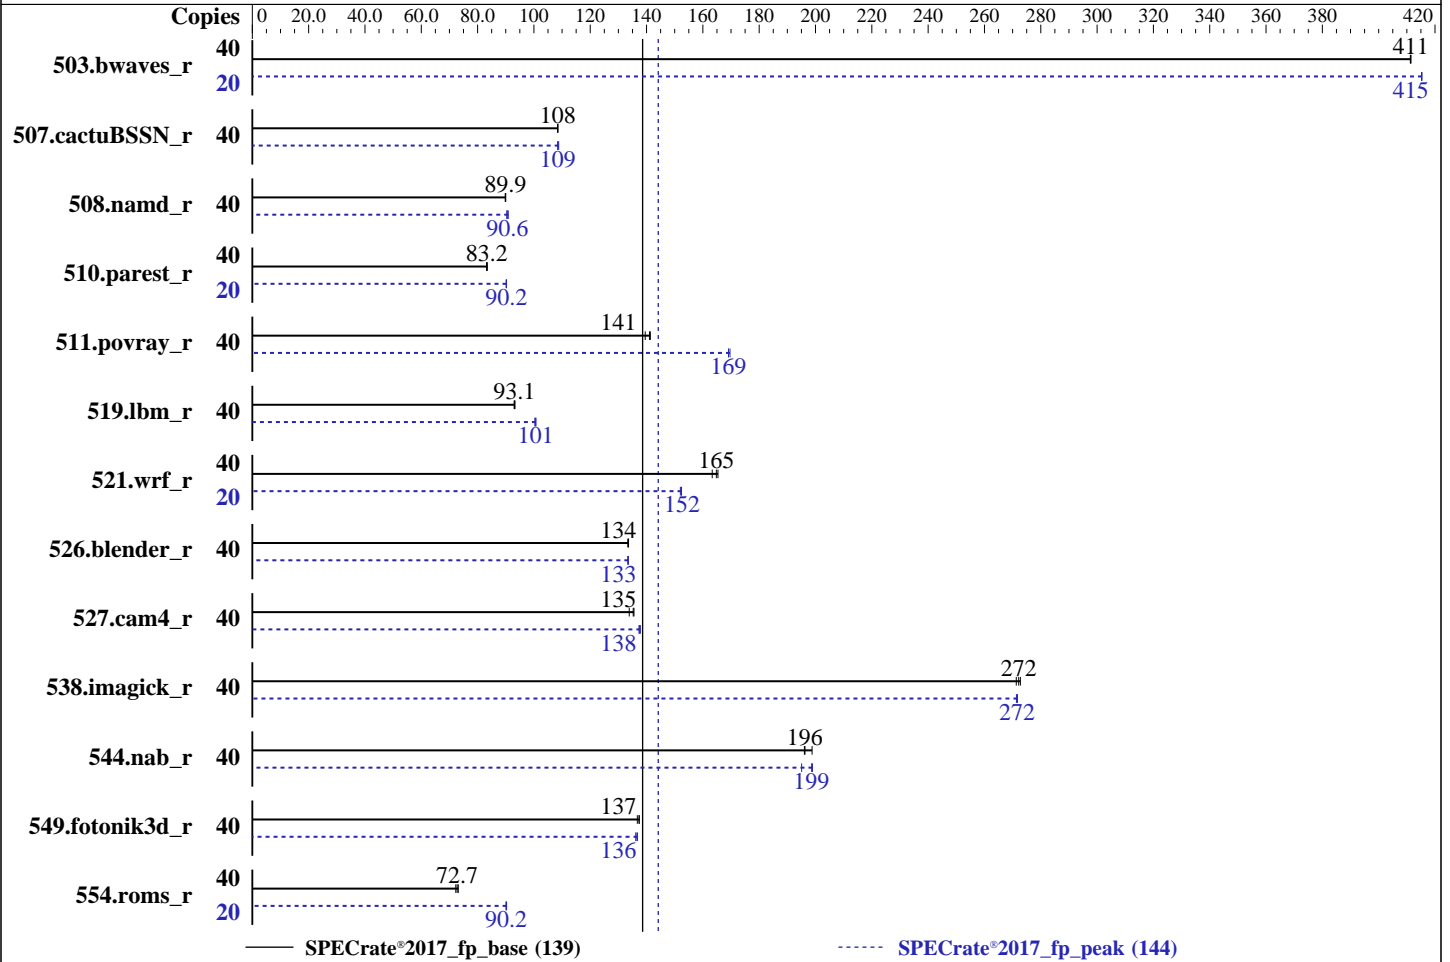 Copies 0 20.0 40.0 60.0 80.0 100 120 140 160 180 200 220 240 260 280 300 320 340 360 380 420
503.bwaves_r 40 411
20 415
507.cactuBSSN_r 40 108
109
508.namd_r 40 89.9
90.6
510.parest_r 40 83.2
20 90.2
511.povray_r 40 141
169
519.lbm_r 40 93.1
101
521.wrf_r 40 165
20 152
526.blender_r 40 134
133
527.cam4_r 40 135
138
538.imagick_r 40 272
272
544.nab_r 40 196
199
549.fotonik3d_r 40 137
136
554.roms_r 40 72.7
20 90.2
SPECrate®2017_fp_base (139) SPECrate®2017_fp_peak (144)